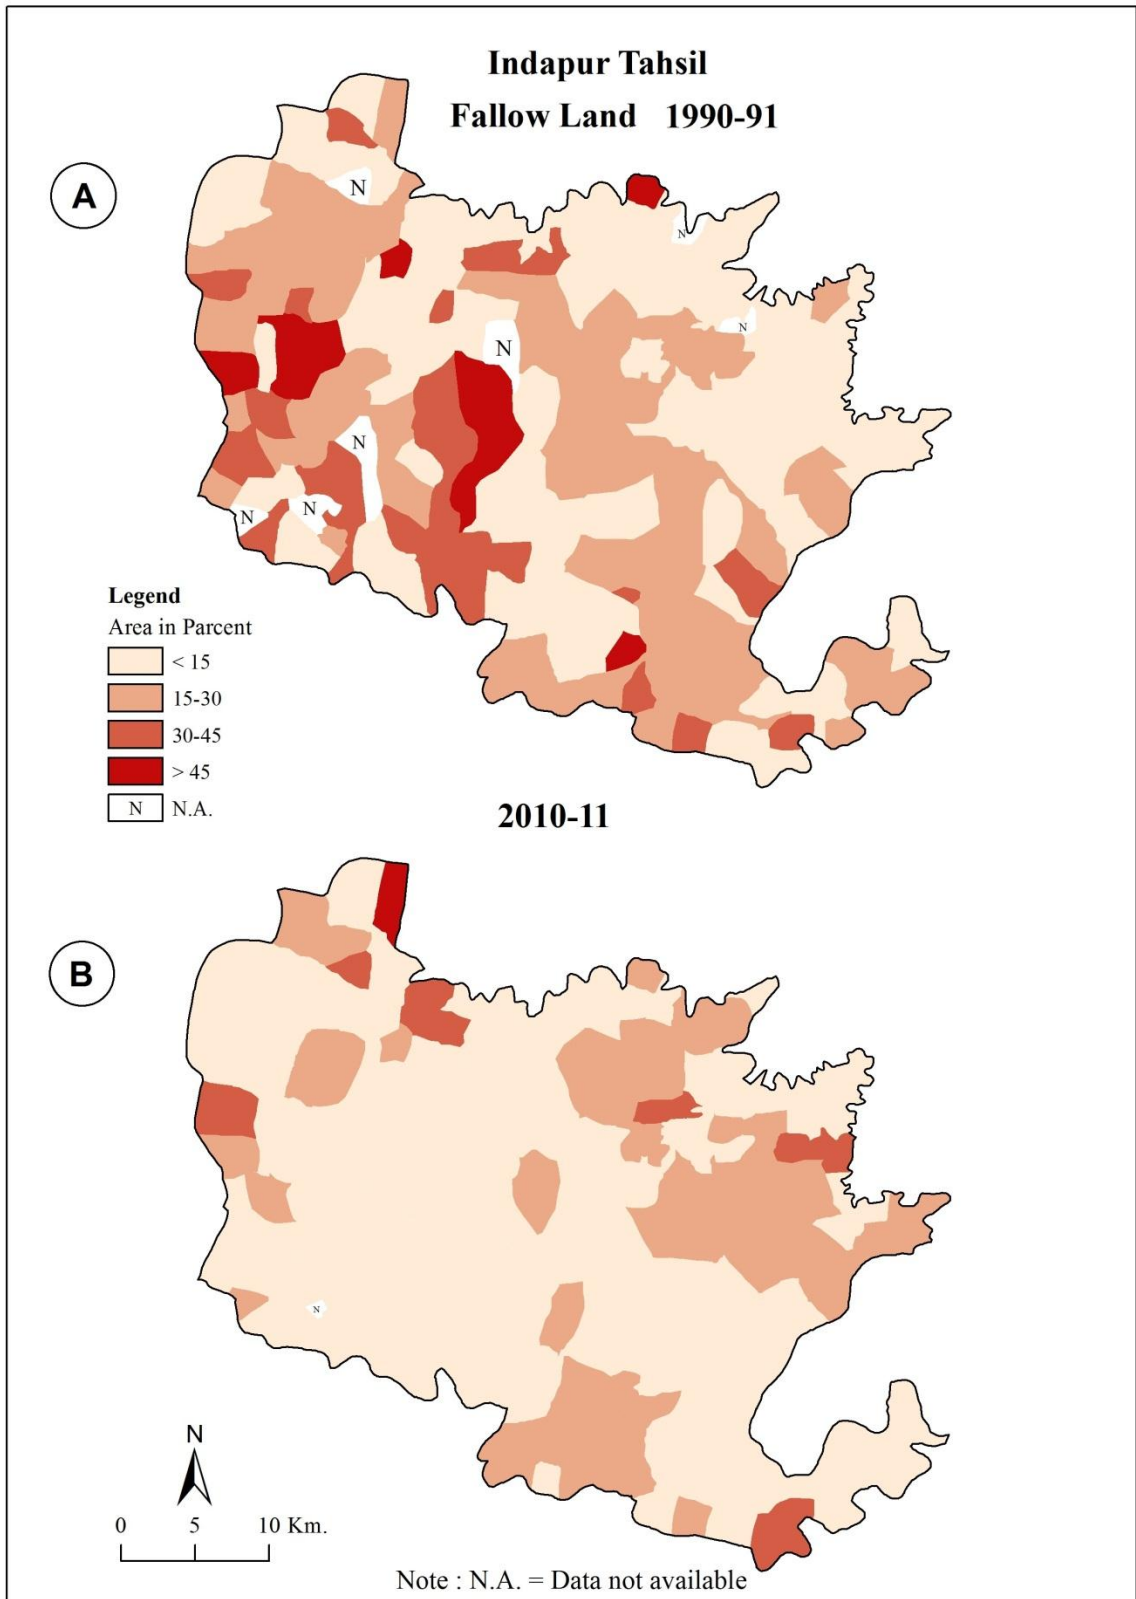 Indapur Tahsil
Fallow Land 1990-91
A
N
N
N
N
N
N
N
Legend
Area in Parcent
< 15
15-30
30-45
> 45
N N.A.
2010-11
B
N
N
0 5 10 Km.
Note : N.A. = Data not available